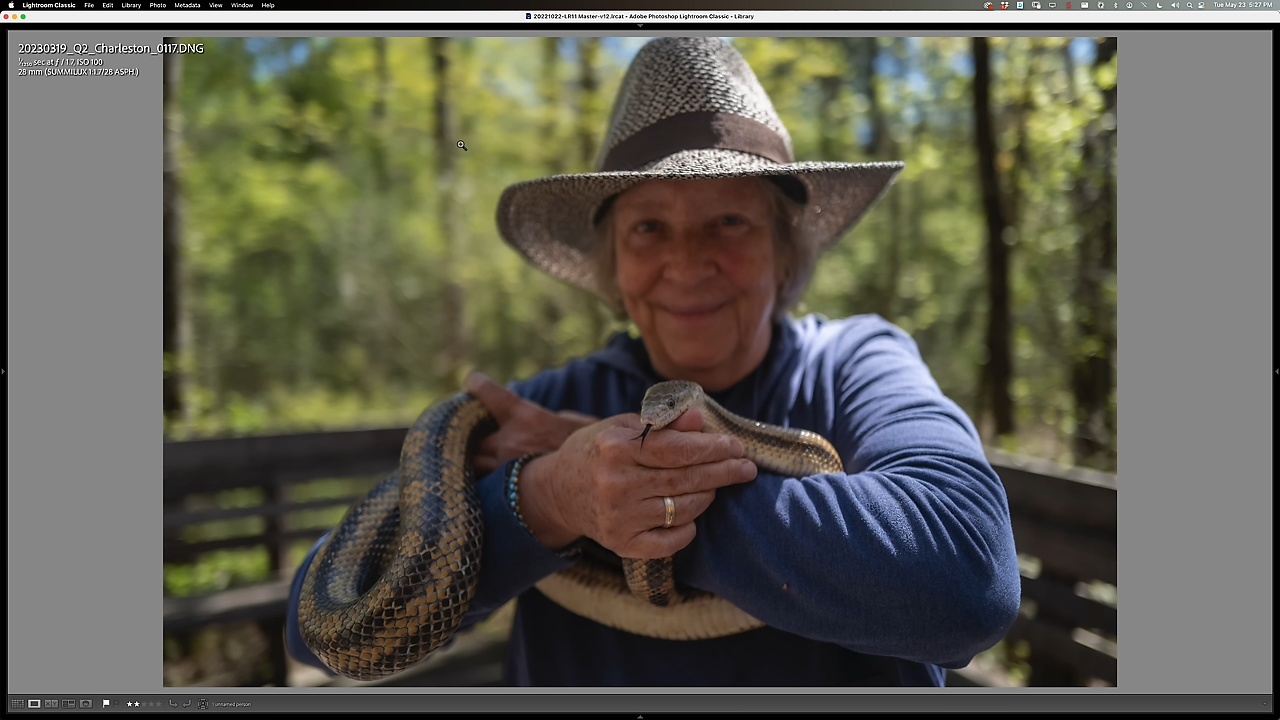 Lightroom Classic File Edit Library Photo Metadata View Window Help
Tue May 23 5:27 PM
20221022-LR11 Master-v12.lrcat - Adobe Photoshop Lightroom Classic - Library
20230319_Q2_Charleston_0117.DNG
sec at f / 1.7, ISO 100
28 mm (SUMMILUX 1:1.7/28 ASPH.)
1 unnamed person